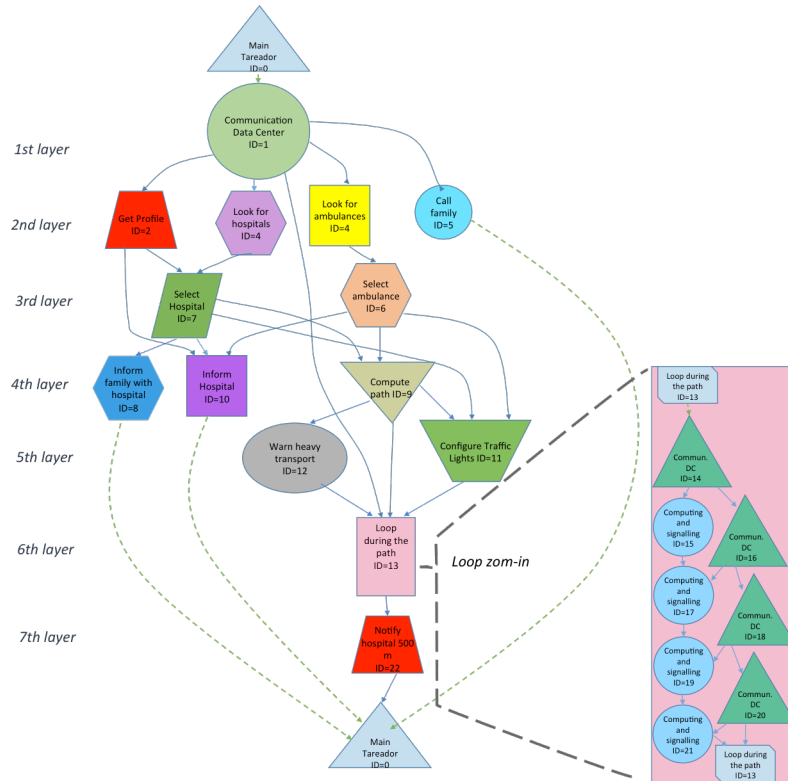 Main
Tareador
ID=0
Communication
Data Center
ID=1
1st layer
2nd layer
Get Profile
ID=2
Look for
hospitals
ID=4
Look for
ambulances
ID=4
Call
family
ID=5
3rd layer
Select
Hospital
ID=7
Select
ambulance
ID=6
4th layer
Inform
family with
hospital
ID=8
Inform
Hospital
ID=10
Compute
path ID=9
5th layer
Warn heavy
transport
ID=12
Configure Traffic
Lights ID=11
6th layer
Loop
during the
path
ID=13
Loop zom-in
7th layer
Notify
hospital 500
m
ID=22
Main
Tareador
ID=0
Loop during
the path
ID=13
Commun.
DC
ID=14
Computing
and
signalling
ID=15
Commun.
DC
ID=16
Computing
and
signalling
ID=17
Commun.
DC
ID=18
Computing
and
signalling
ID=19
Commun.
DC
ID=20
Computing
and
signalling
ID=21
Loop during
the path
ID=13